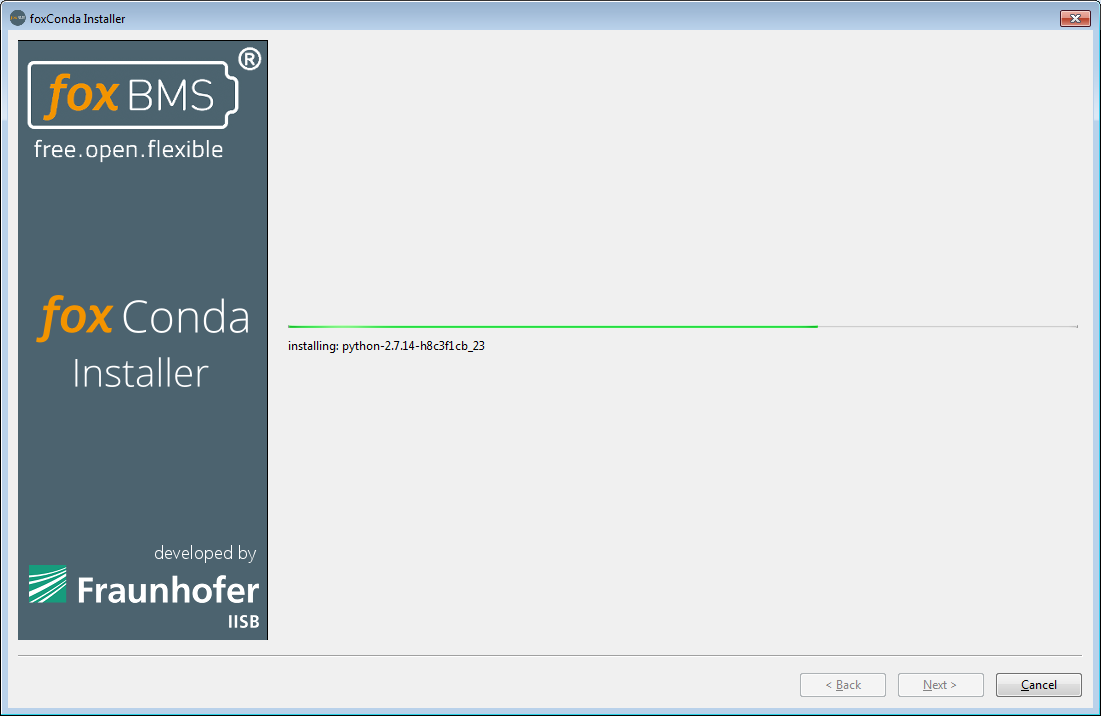 foxConda Installer
fox BMS ®
free.open.flexible
fox Conda
Installer
developed by
Fraunhofer
IISB
installing: python-2.7.14-h8c3f1cb_23
< Back
Next >
Cancel